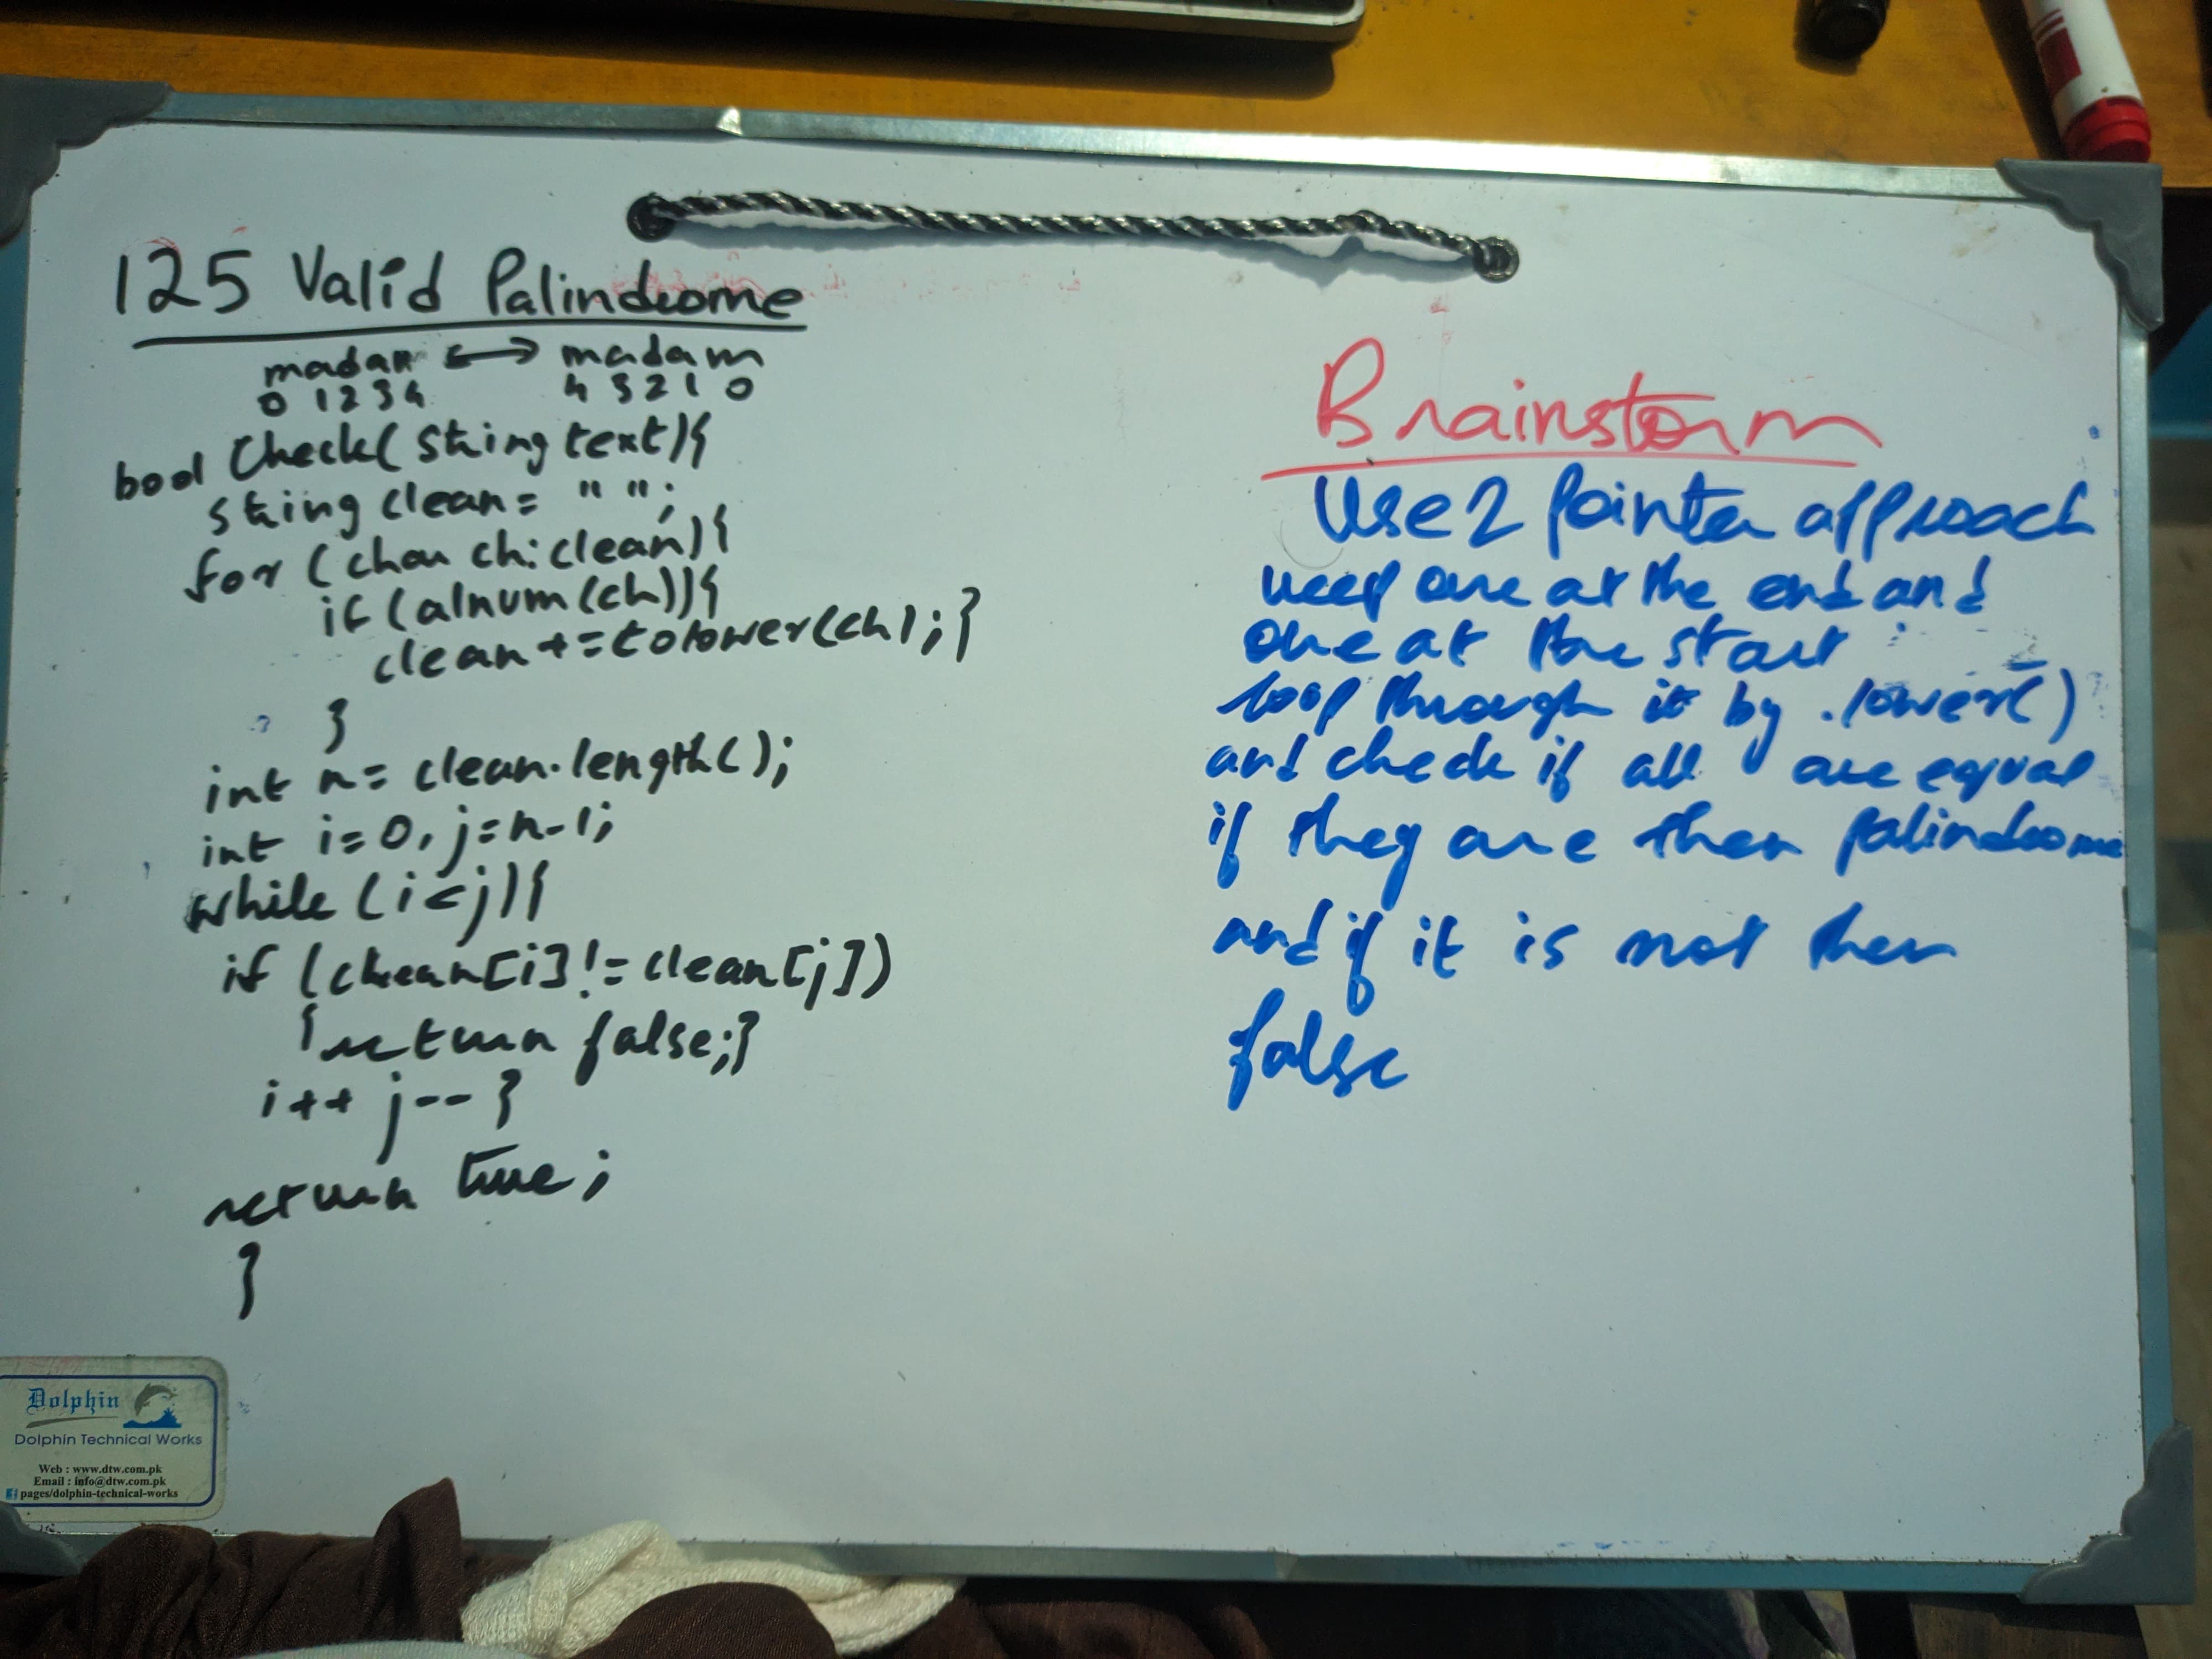 125 Valid Palindrome
madam <-> madam
0 1 2 3 4 4 3 2 1 0
bool Check(string text){
string clean = " ";
for (char ch: clean){
if (alnum(ch)){
clean += tolower(ch);}
}
int n = clean.length();
int i=0, j=n-1;
while (i<j){
if (clean[i]!=clean[j])
{return false;}
i++ j-- }
return true;
}
Brainstorm
Use 2 pointer approach
keep one at the end and
one at the start
loop through it by .lower()
and check if all are equal
if they are then palindrome
and if it is not then
false
Dolphin
Dolphin Technical Works
Web : www.dtw.com.pk
Email : info@dtw.com.pk
pages/dolphin-technical-works